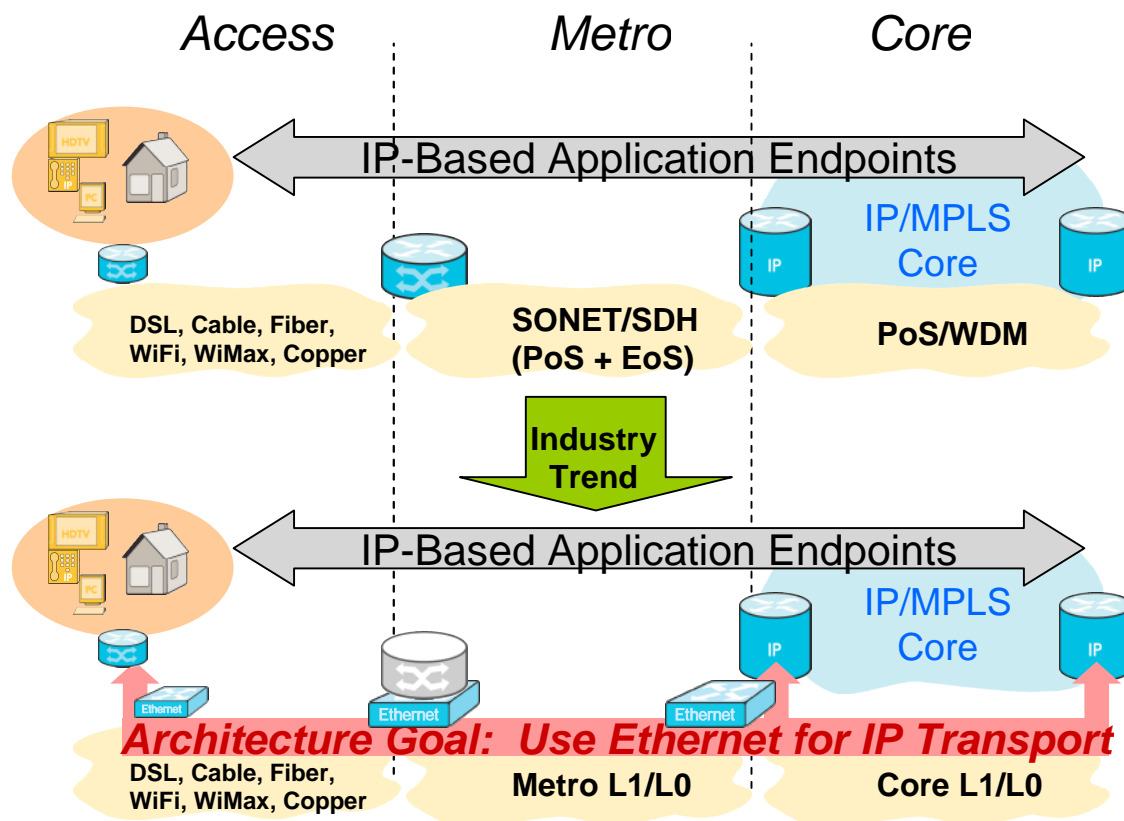 Access
Metro
Core
IP-Based Application Endpoints
HDTV
IP
PC
IP/MPLS
Core
IP
IP
DSL, Cable, Fiber,
WiFi, WiMax, Copper
SONET/SDH
(PoS + EoS)
PoS/WDM
Industry
Trend
IP-Based Application Endpoints
HDTV
IP
PC
IP/MPLS
Core
IP
IP
Ethernet
Ethernet
Ethernet
Architecture Goal: Use Ethernet for IP Transport
DSL, Cable, Fiber,
WiFi, WiMax, Copper
Metro L1/L0
Core L1/L0